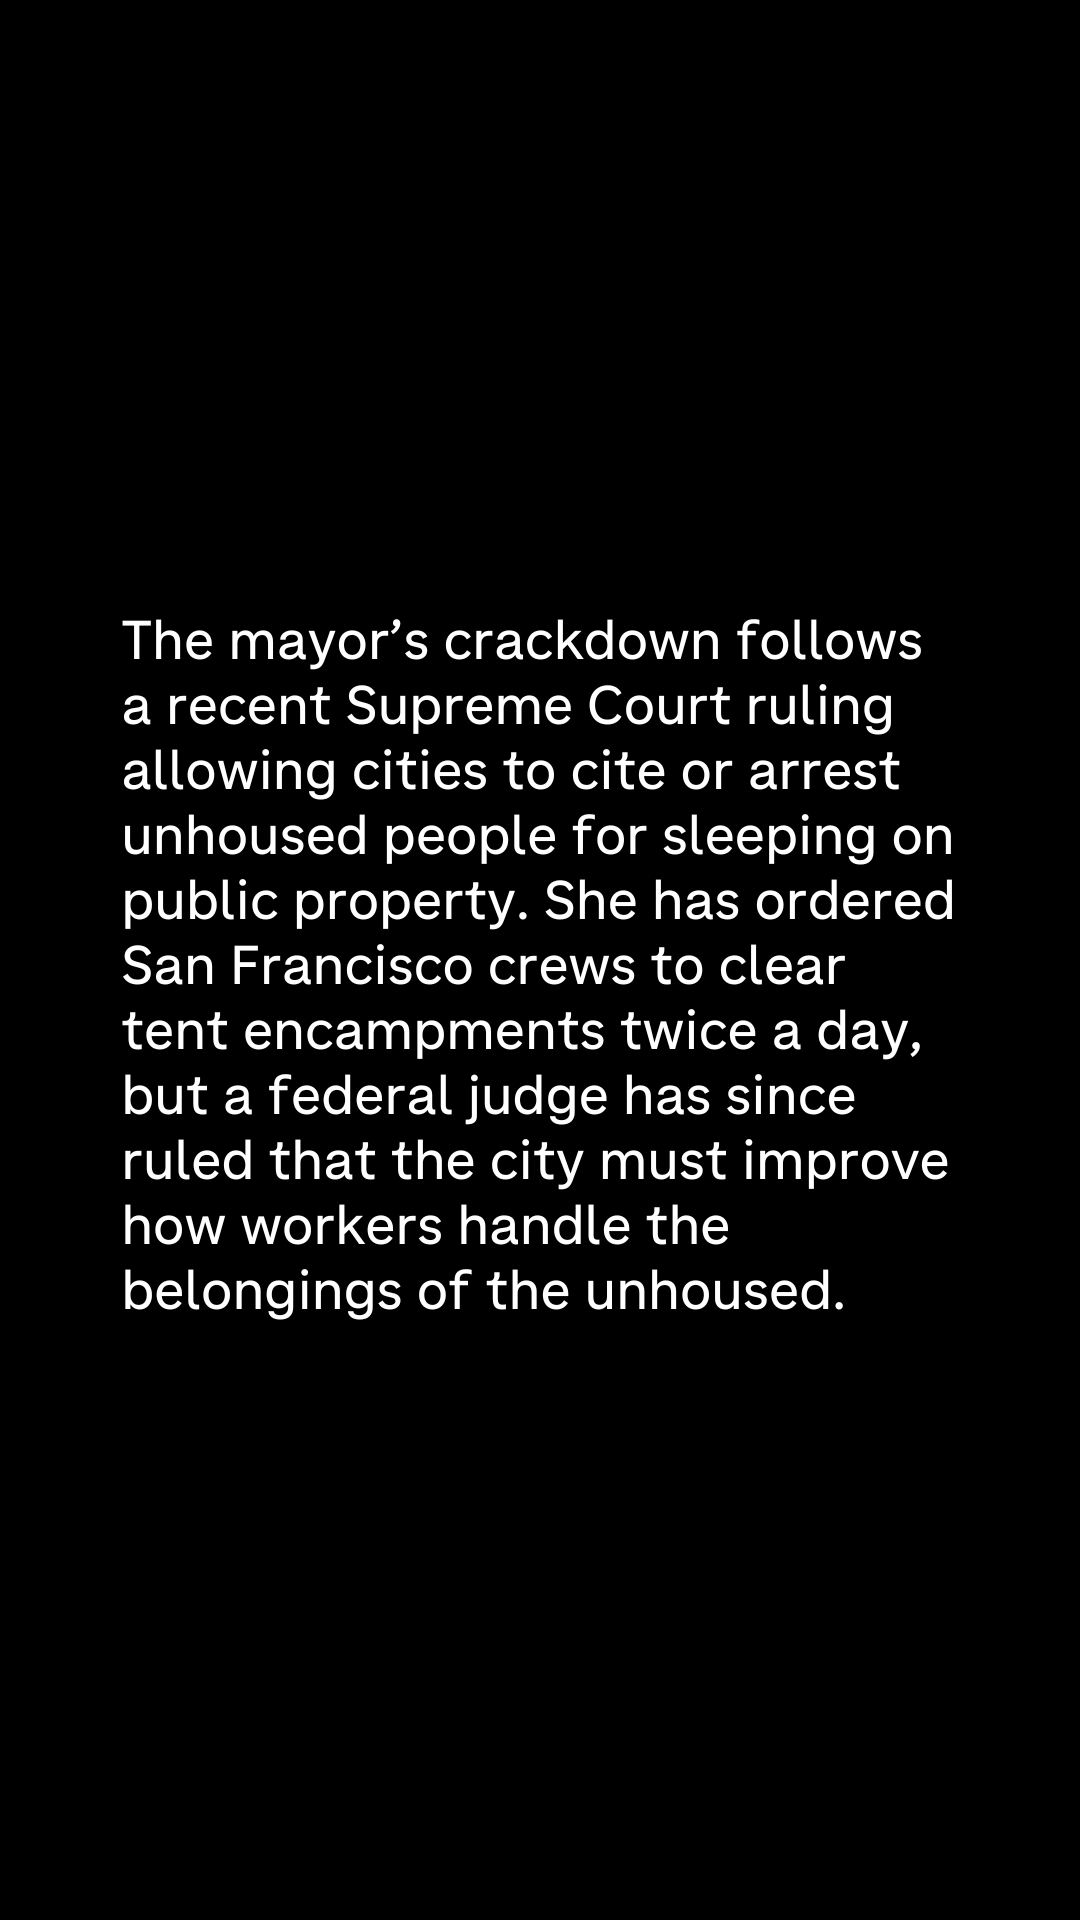 The mayor’s crackdown follows
a recent Supreme Court ruling
allowing cities to cite or arrest
unhoused people for sleeping on
public property. She has ordered
San Francisco crews to clear
tent encampments twice a day,
but a federal judge has since
ruled that the city must improve
how workers handle the
belongings of the unhoused.